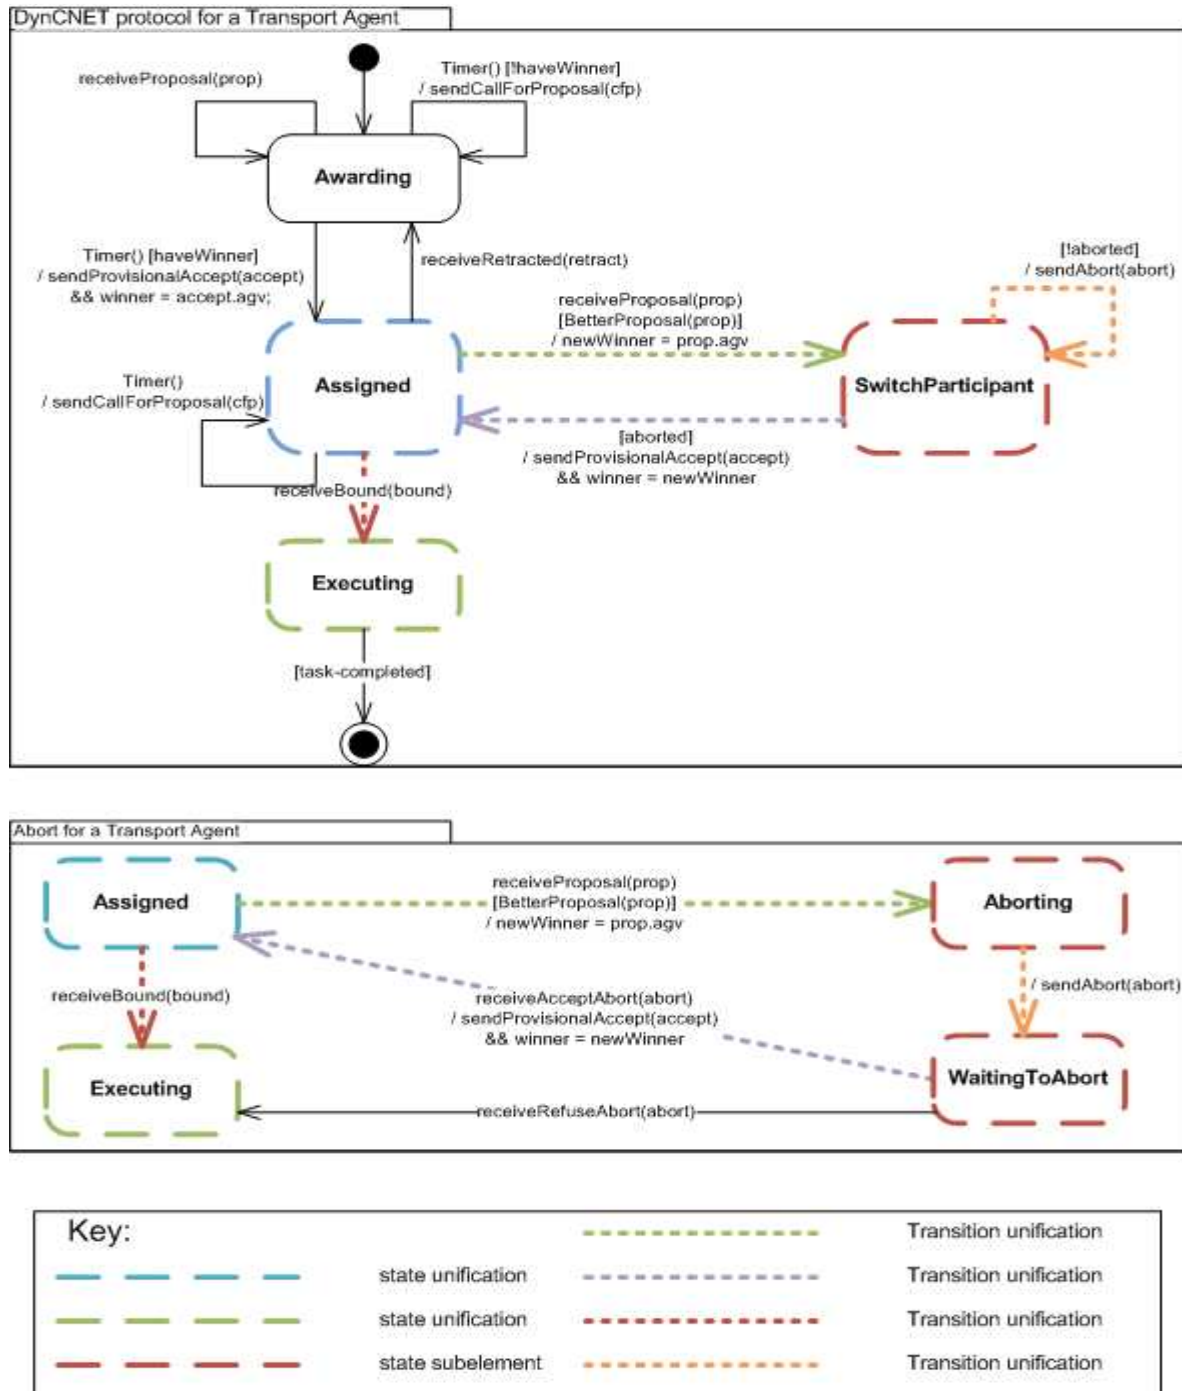 DynCNET protocol for a Transport Agent
receiveProposal(prop)
Timer() [!haveWinner]
/ sendCallForProposal(cfp)
Awarding
Timer() [haveWinner]
/ sendProvisionalAccept(accept)
&& winner = accept.agv;
receiveRetracted(retract)
[!aborted]
/ sendAbort(abort)
receiveProposal(prop)
[BetterProposal(prop)]
/ newWinner = prop.agv
Timer()
/ sendCallForProposal(cfp)
Assigned
SwitchParticipant
[aborted]
/ sendProvisionalAccept(accept)
&& winner = newWinner
receiveBound(bound)
Executing
[task-completed]
Abort for a Transport Agent
Assigned
receiveProposal(prop)
[BetterProposal(prop)]
/ newWinner = prop.agv
Aborting
receiveBound(bound)
receiveAcceptAbort(abort)
/ sendProvisionalAccept(accept)
&& winner = newWinner
/ sendAbort(abort)
Executing
WaitingToAbort
receiveRefuseAbort(abort)
Key:
Transition unification
state unification
Transition unification
state unification
Transition unification
state subelement
Transition unification